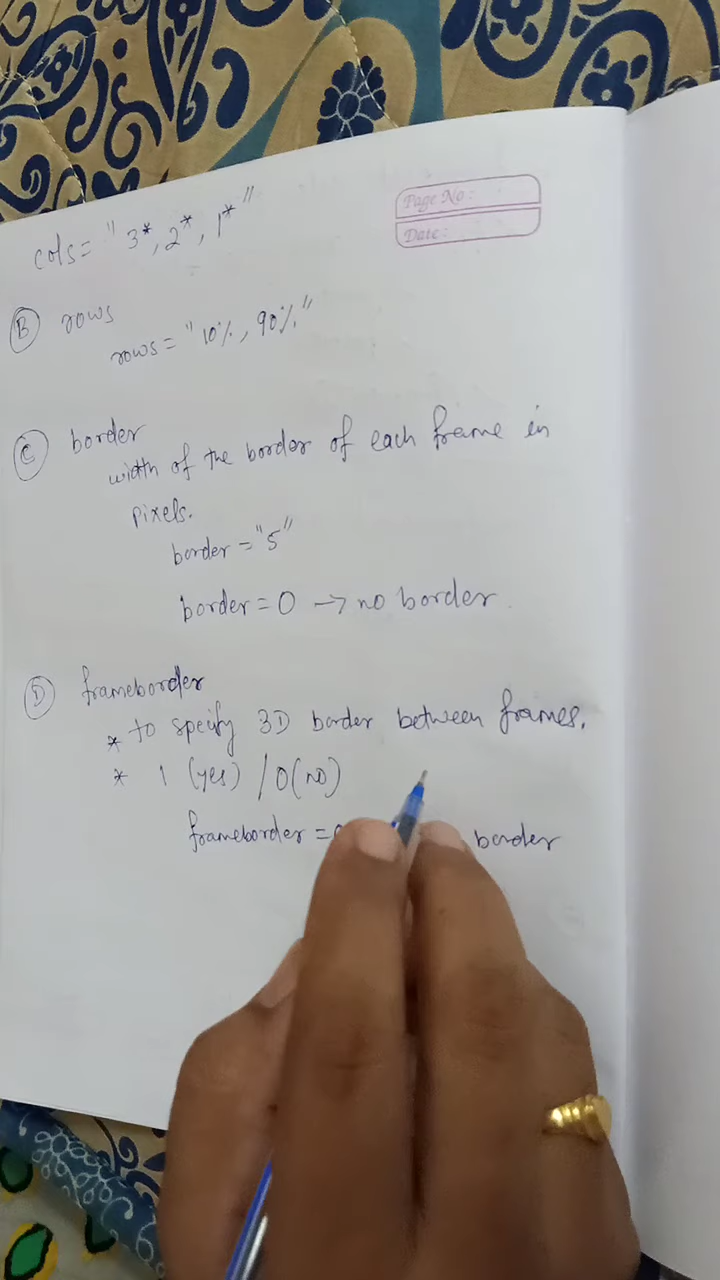 Page No:
Date:
cols= "3*, 2*, 1*"
Ⓑ rows
rows= "10%, 90%"
Ⓒ border
width of the border of each frame in
pixels.
border = "5"
border = 0 → no border.
Ⓓ frameborder
* to specify 3D border between frames.
* 1 (yes) / 0(no)
frameborder = border